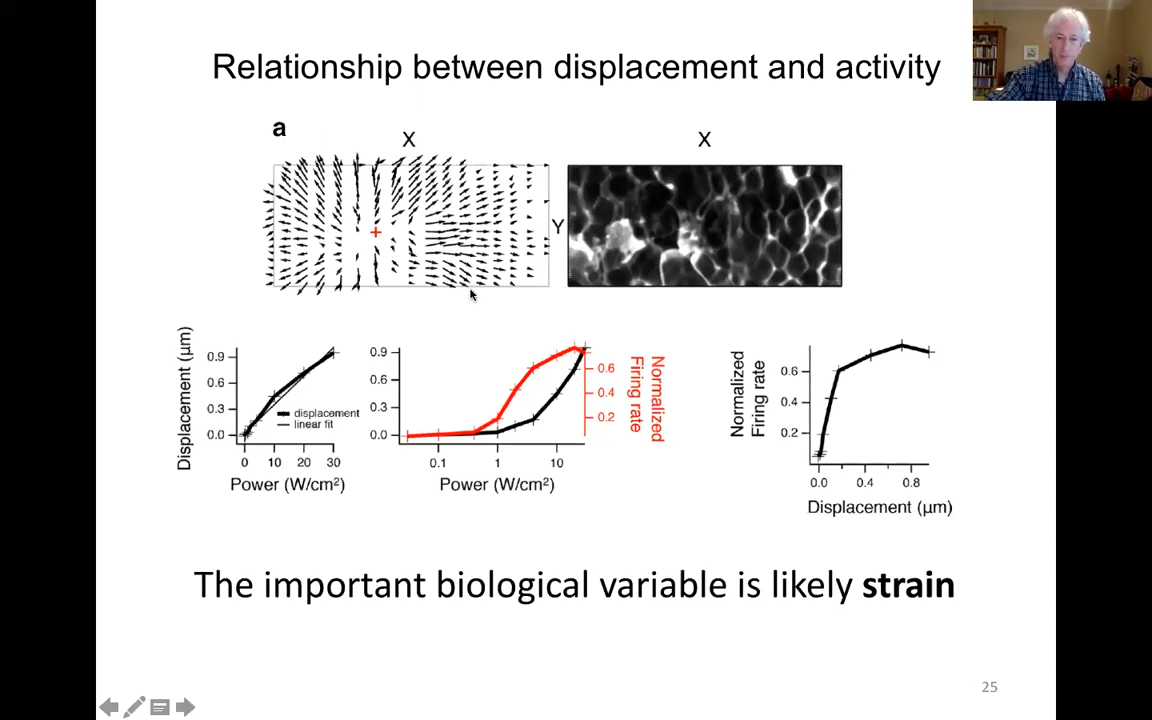 Relationship between displacement and activity
a
X
X
Y
Displacement (µm)
0.9
0.6
0.3
0.0
displacement
linear fit
0 10 20 30
Power (W/cm²)
0.9
0.6
0.3
0.0
0.6
0.4
0.2
Normalized
Firing rate
0.1 1 10
Power (W/cm²)
Normalized
Firing rate
0.6
0.4
0.2
0.0 0.4 0.8
Displacement (µm)
The important biological variable is likely strain
25